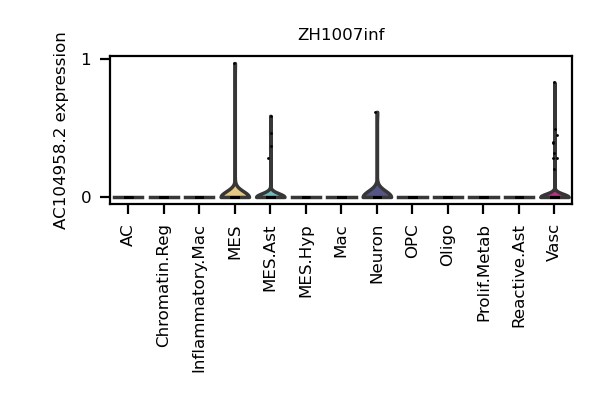 ZH1007inf
AC104958.2 expression
1
0
AC
Chromatin.Reg
Inflammatory.Mac
MES
MES.Ast
MES.Hyp
Mac
Neuron
OPC
Oligo
Prolif.Metab
Reactive.Ast
Vasc